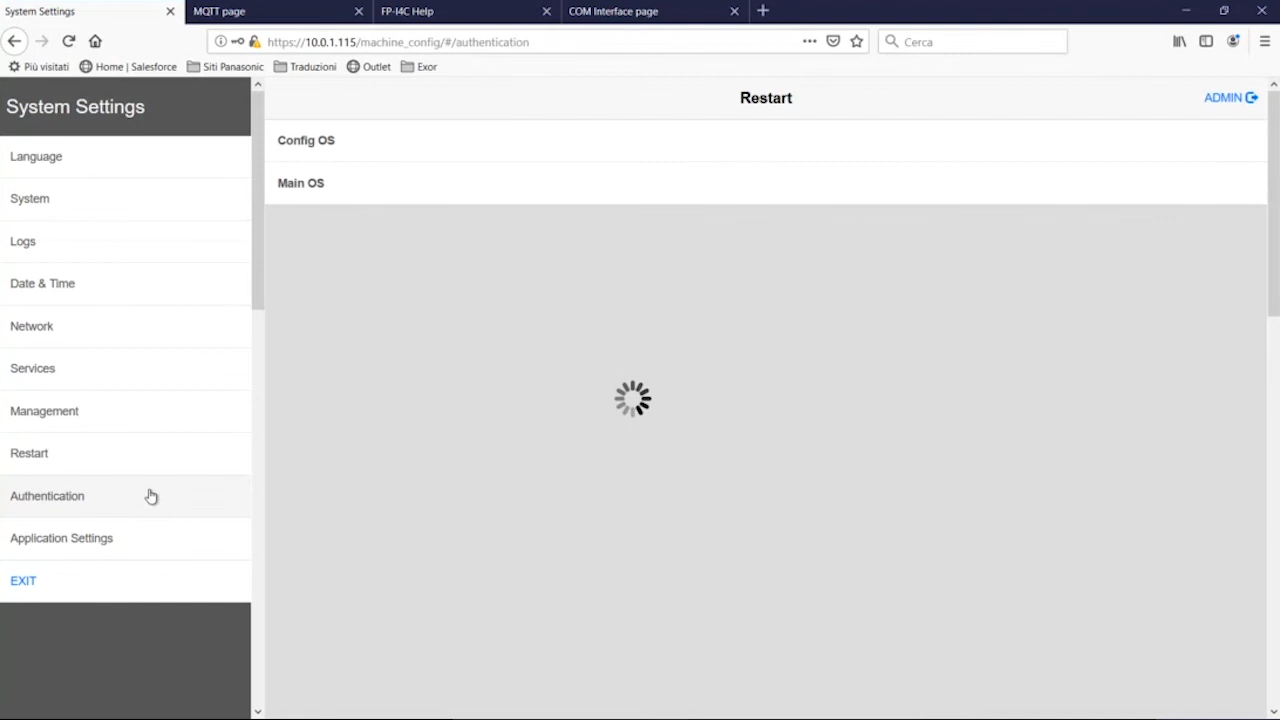 System Settings
MQTT page
FP-I4C Help
COM Interface page
https://10.0.1.115/machine_config/#/authentication
Cerca
Più visitati
Home | Salesforce
Siti Panasonic
Traduzioni
Outlet
Exor
System Settings
Restart
ADMIN
Language
Config OS
System
Main OS
Logs
Date & Time
Network
Services
Management
Restart
Authentication
Application Settings
EXIT